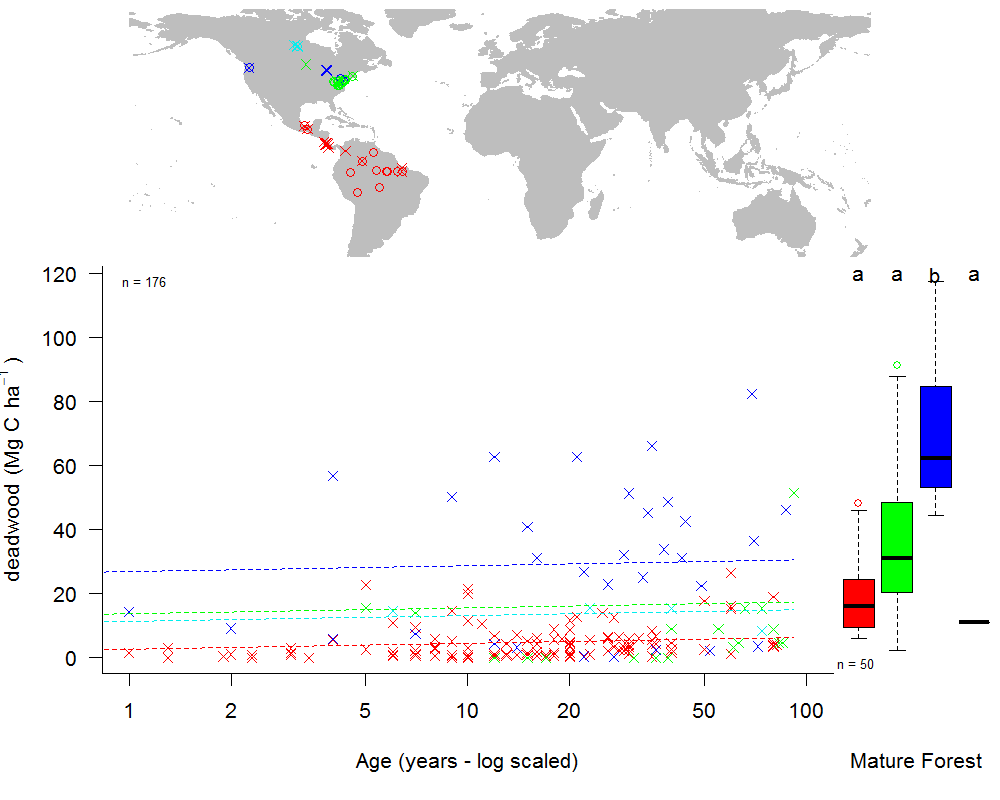 a a b a
n = 176
120
100
80
60
40
20
0
deadwood (Mg C ha⁻¹ )
n = 50
1 2 5 10 20 50 100
Age (years - log scaled) Mature Forest